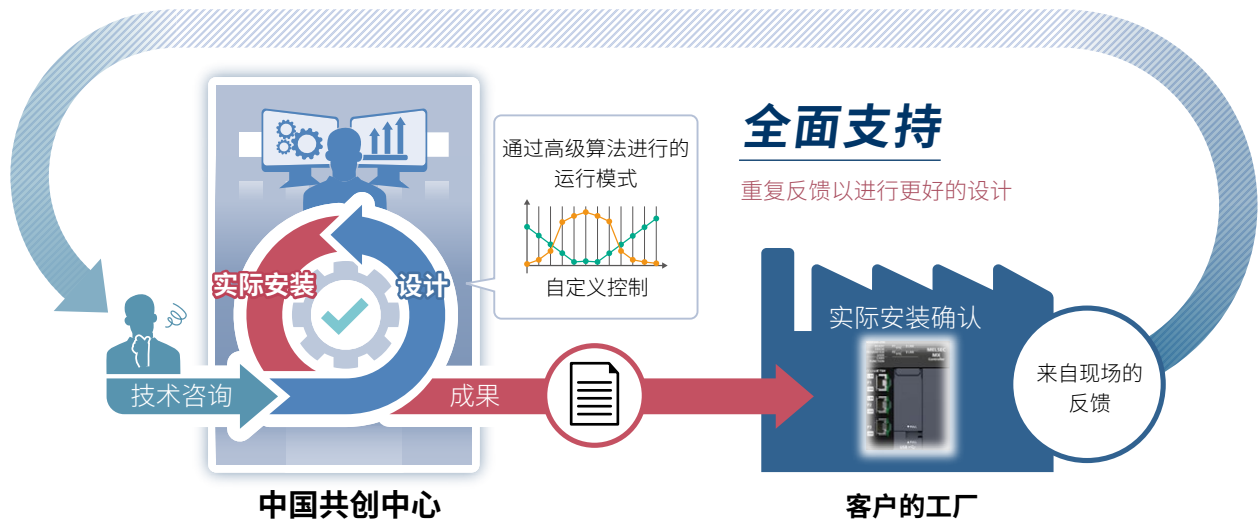 全面支持
重复反馈以进行更好的设计
通过高级算法进行的
运行模式
自定义控制
实际安装
设计
技术咨询
成果
实际安装确认
来自现场的
反馈
中国共创中心
客户的工厂